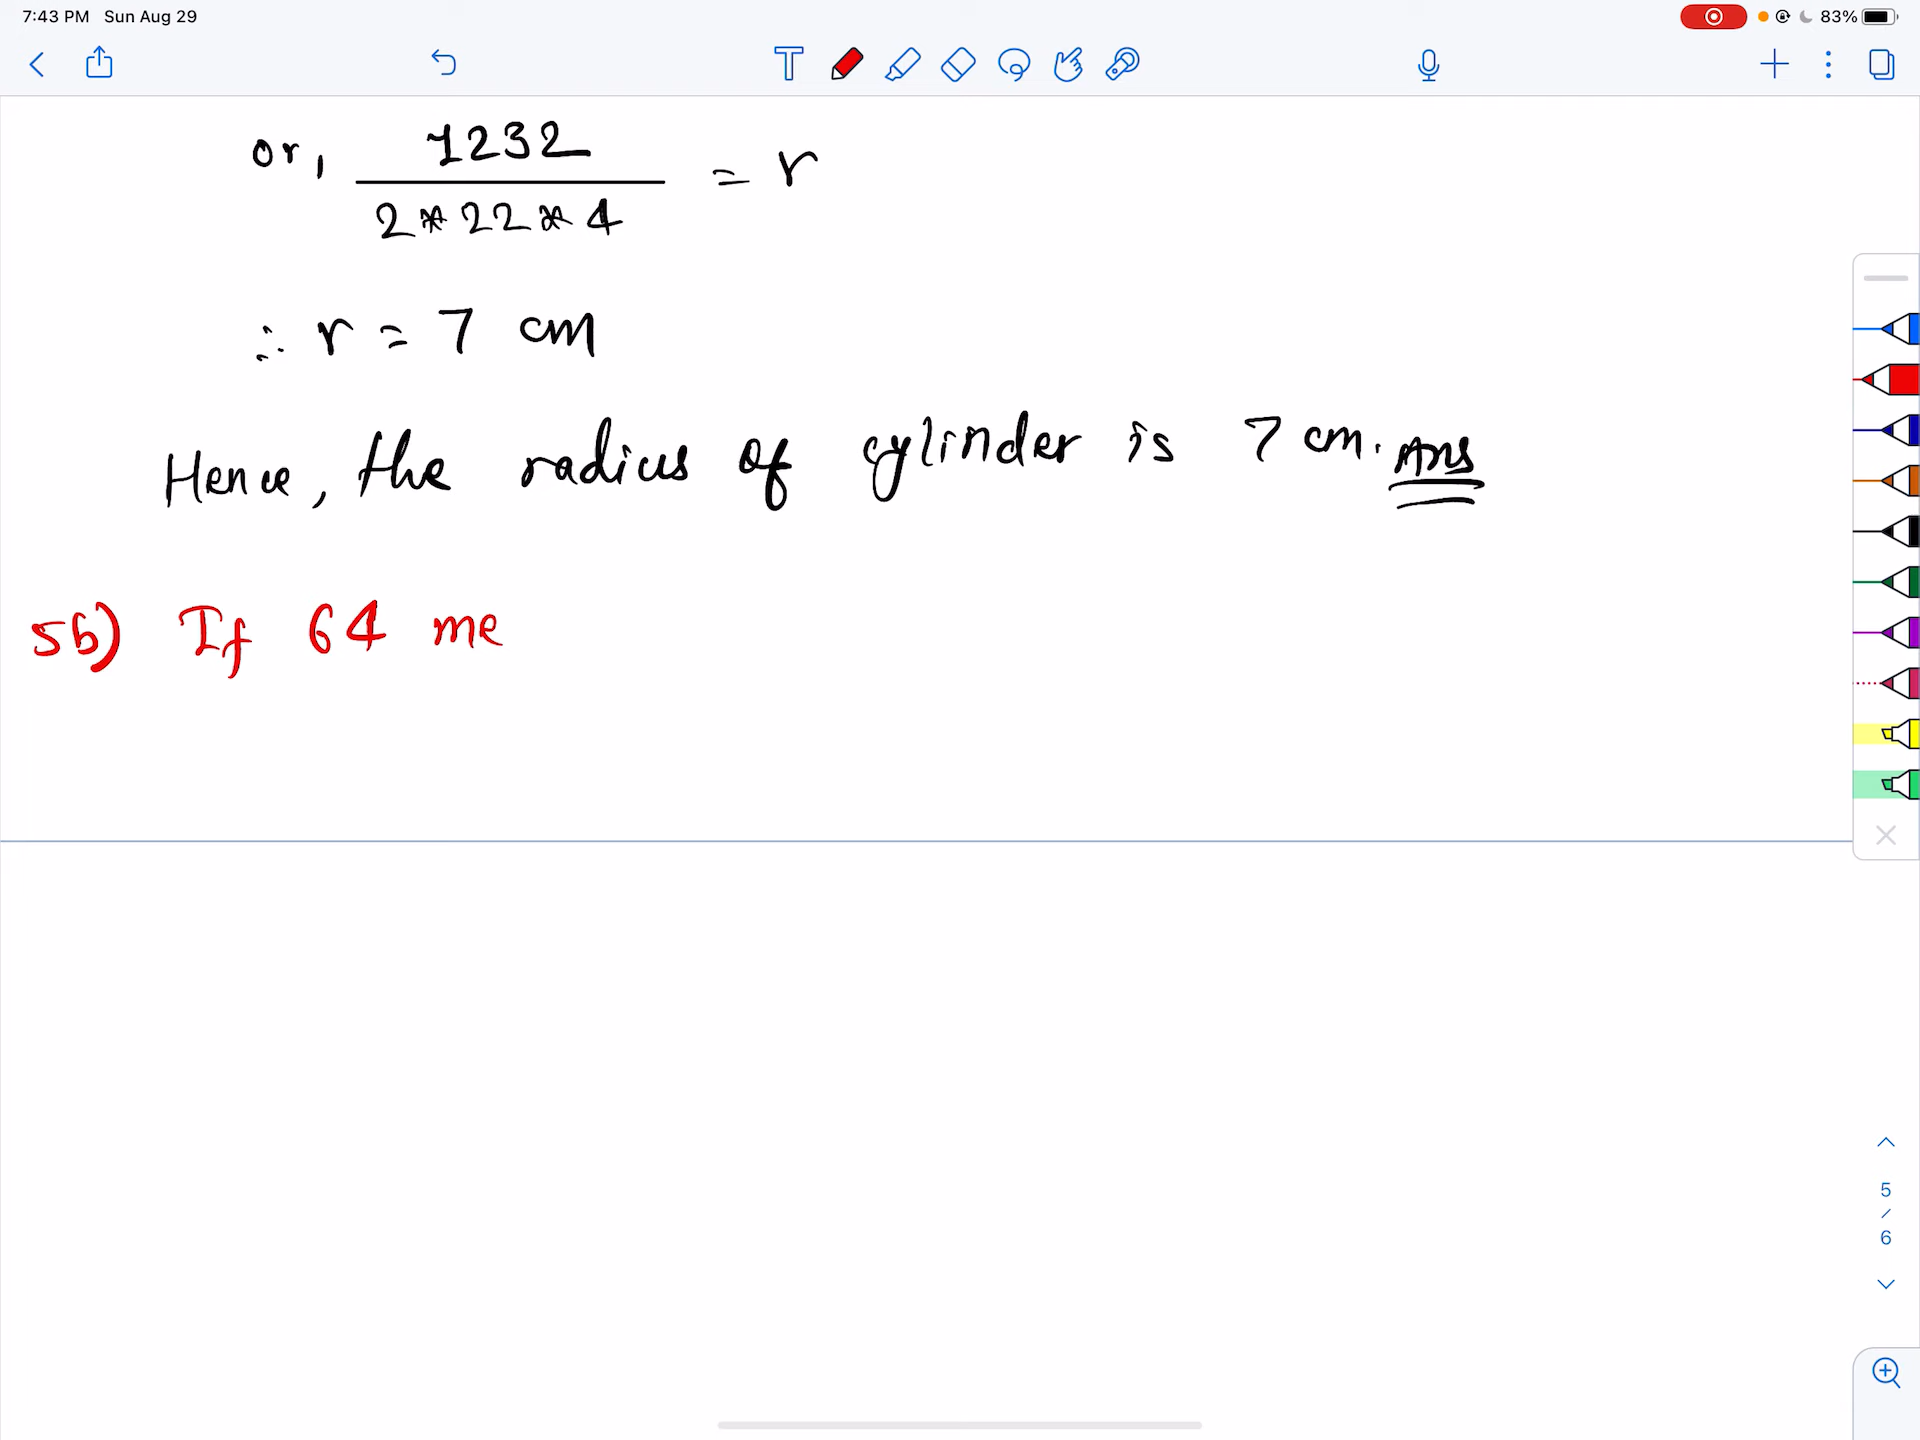 7:43 PM Sun Aug 29
83%
T
or, 1232
2*22*4 = r
∴ r = 7 cm
Hence, the radius of cylinder is 7 cm. Ans
5b) If 64 me
5
/
6